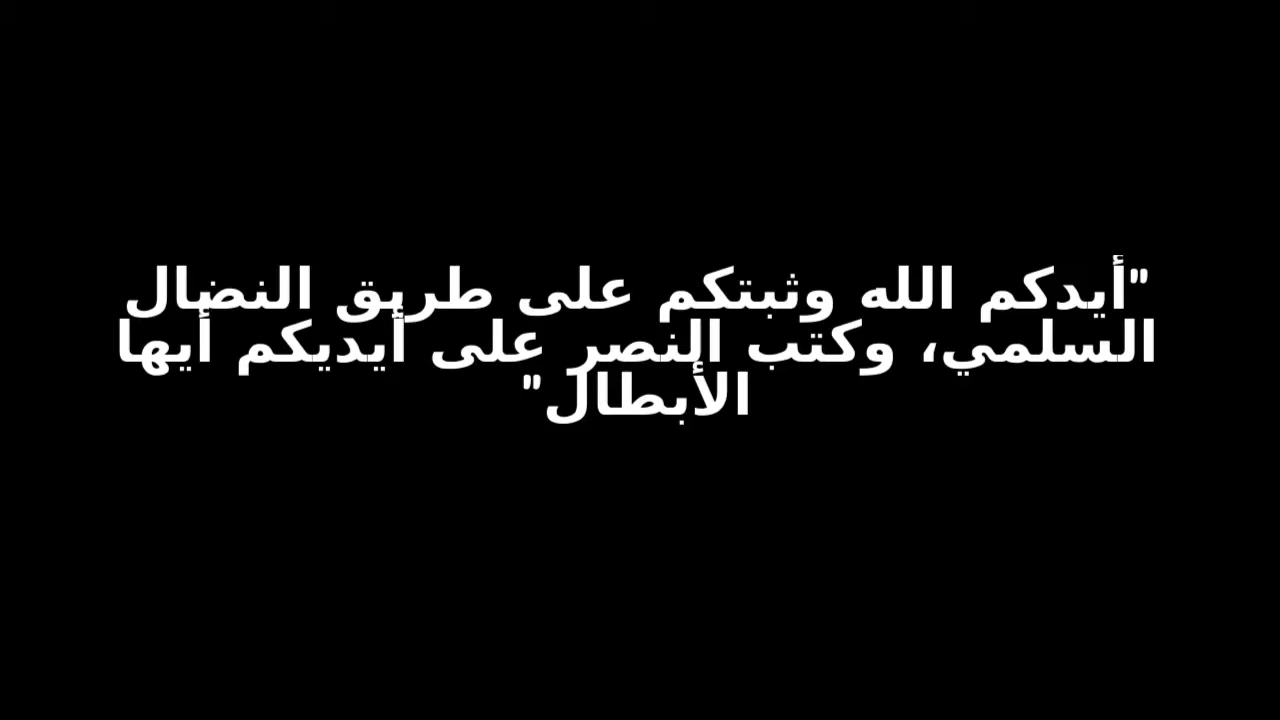 "أيدكم الله وثبتكم على طريق النضال
السلمي، وكتب النصر على أيديكم أيها
الأبطال"